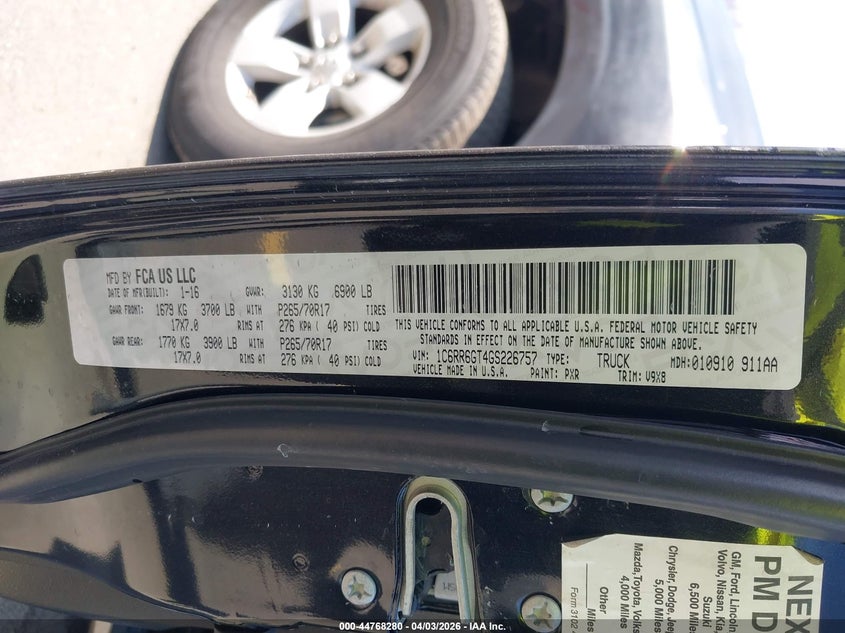 MFD BY FCA US LLC
DATE OF MFR(BUILT): 1-16 GVWR: 3130 KG 6900 LB
GAWR FRONT: 1679 KG 3700 LB WITH P265/70R17 TIRES
17X7.0 RIMS AT 276 KPA ( 40 PSI) COLD
GAWR REAR: 1770 KG 3900 LB WITH P265/70R17 TIRES
17X7.0 RIMS AT 276 KPA ( 40 PSI) COLD
THIS VEHICLE CONFORMS TO ALL APPLICABLE U.S.A. FEDERAL MOTOR VEHICLE SAFETY
STANDARDS IN EFFECT ON THE DATE OF MANUFACTURE SHOWN ABOVE.
VIN: 1C6RR6GT4GS226757 TYPE: TRUCK MDH:010910 911AA
VEHICLE MADE IN U.S.A. PAINT: PXR TRIM: V9X8
NEX
PM D
GM, Ford, Lincoln
Volvo, Nissan, Kia
Suzuki
6,500 Miles
Chrysler, Dodge, Jeep
5,000 Miles
Mazda, Toyota, Volks
4,000 Miles
Other
Miles
Form 3102
000-44768280 - 04/03/2026 - IAA Inc.